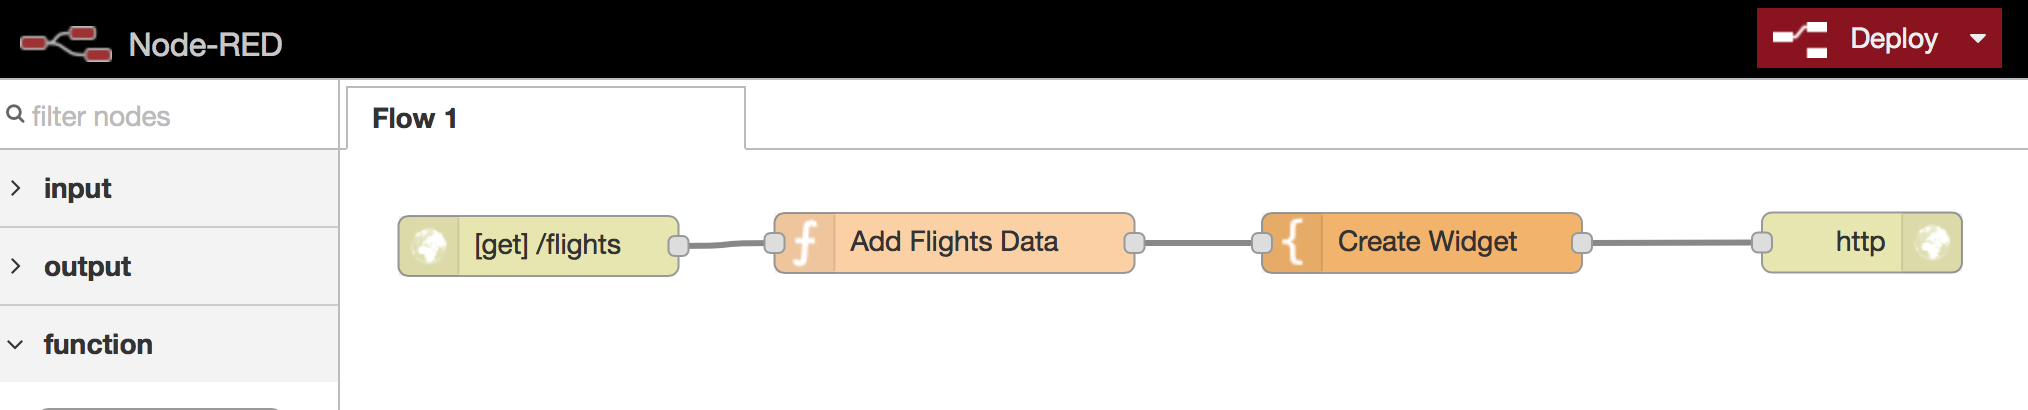 Node-RED
Deploy
filter nodes
Flow 1
input
output
function
[get] /flights
f
Add Flights Data
{
Create Widget
http